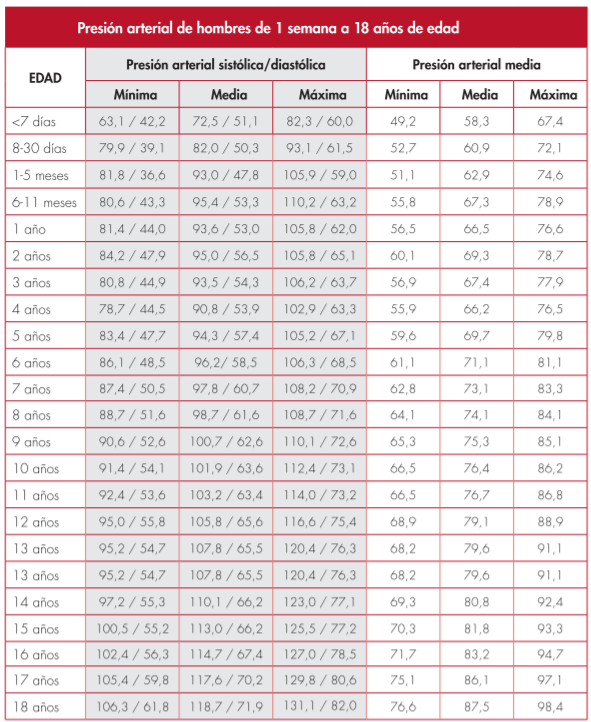 Presión arterial de hombres de 1 semana a 18 años de edad
EDAD Presión arterial sistólica/diastólica Presión arterial media
Mínima Media Máxima Mínima Media Máxima
<7 días 63,1 / 42,2 72,5 / 51,1 82,3 / 60,0 49,2 58,3 67,4
8-30 días 79,9 / 39,1 82,0 / 50,3 93,1 / 61,5 52,7 60,9 72,1
1-5 meses 81,8 / 36,6 93,0 / 47,8 105,9 / 59,0 51,1 62,9 74,6
6-11 meses 80,6 / 43,3 95,4 / 53,3 110,2 / 63,2 55,8 67,3 78,9
1 año 81,4 / 44,0 93,6 / 53,0 105,8 / 62,0 56,5 66,5 76,6
2 años 84,2 / 47,9 95,0 / 56,5 105,8 / 65,1 60,1 69,3 78,7
3 años 80,8 / 44,9 93,5 / 54,3 106,2 / 63,7 56,9 67,4 77,9
4 años 78,7 / 44,5 90,8 / 53,9 102,9 / 63,3 55,9 66,2 76,5
5 años 83,4 / 47,7 94,3 / 57,4 105,2 / 67,1 59,6 69,7 79,8
6 años 86,1 / 48,5 96,2/ 58,5 106,3 / 68,5 61,1 71,1 81,1
7 años 87,4 / 50,5 97,8 / 60,7 108,2 / 70,9 62,8 73,1 83,3
8 años 88,7 / 51,6 98,7 / 61,6 108,7 / 71,6 64,1 74,1 84,1
9 años 90,6 / 52,6 100,7 / 62,6 110,1 / 72,6 65,3 75,3 85,1
10 años 91,4 / 54,1 101,9 / 63,6 112,4 / 73,1 66,5 76,4 86,2
11 años 92,4 / 53,6 103,2 / 63,4 114,0 / 73,2 66,5 76,7 86,8
12 años 95,0 / 55,8 105,8 / 65,6 116,6 / 75,4 68,9 79,1 88,9
13 años 95,2 / 54,7 107,8 / 65,5 120,4 / 76,3 68,2 79,6 91,1
13 años 95,2 / 54,7 107,8 / 65,5 120,4 / 76,3 68,2 79,6 91,1
14 años 97,2 / 55,3 110,1 / 66,2 123,0 / 77,1 69,3 80,8 92,4
15 años 100,5 / 55,2 113,0 / 66,2 125,5 / 77,2 70,3 81,8 93,3
16 años 102,4 / 56,3 114,7 / 67,4 127,0 / 78,5 71,7 83,2 94,7
17 años 105,4 / 59,8 117,6 / 70,2 129,8 / 80,6 75,1 86,1 97,1
18 años 106,3 / 61,8 118,7 / 71,9 131,1 / 82,0 76,6 87,5 98,4